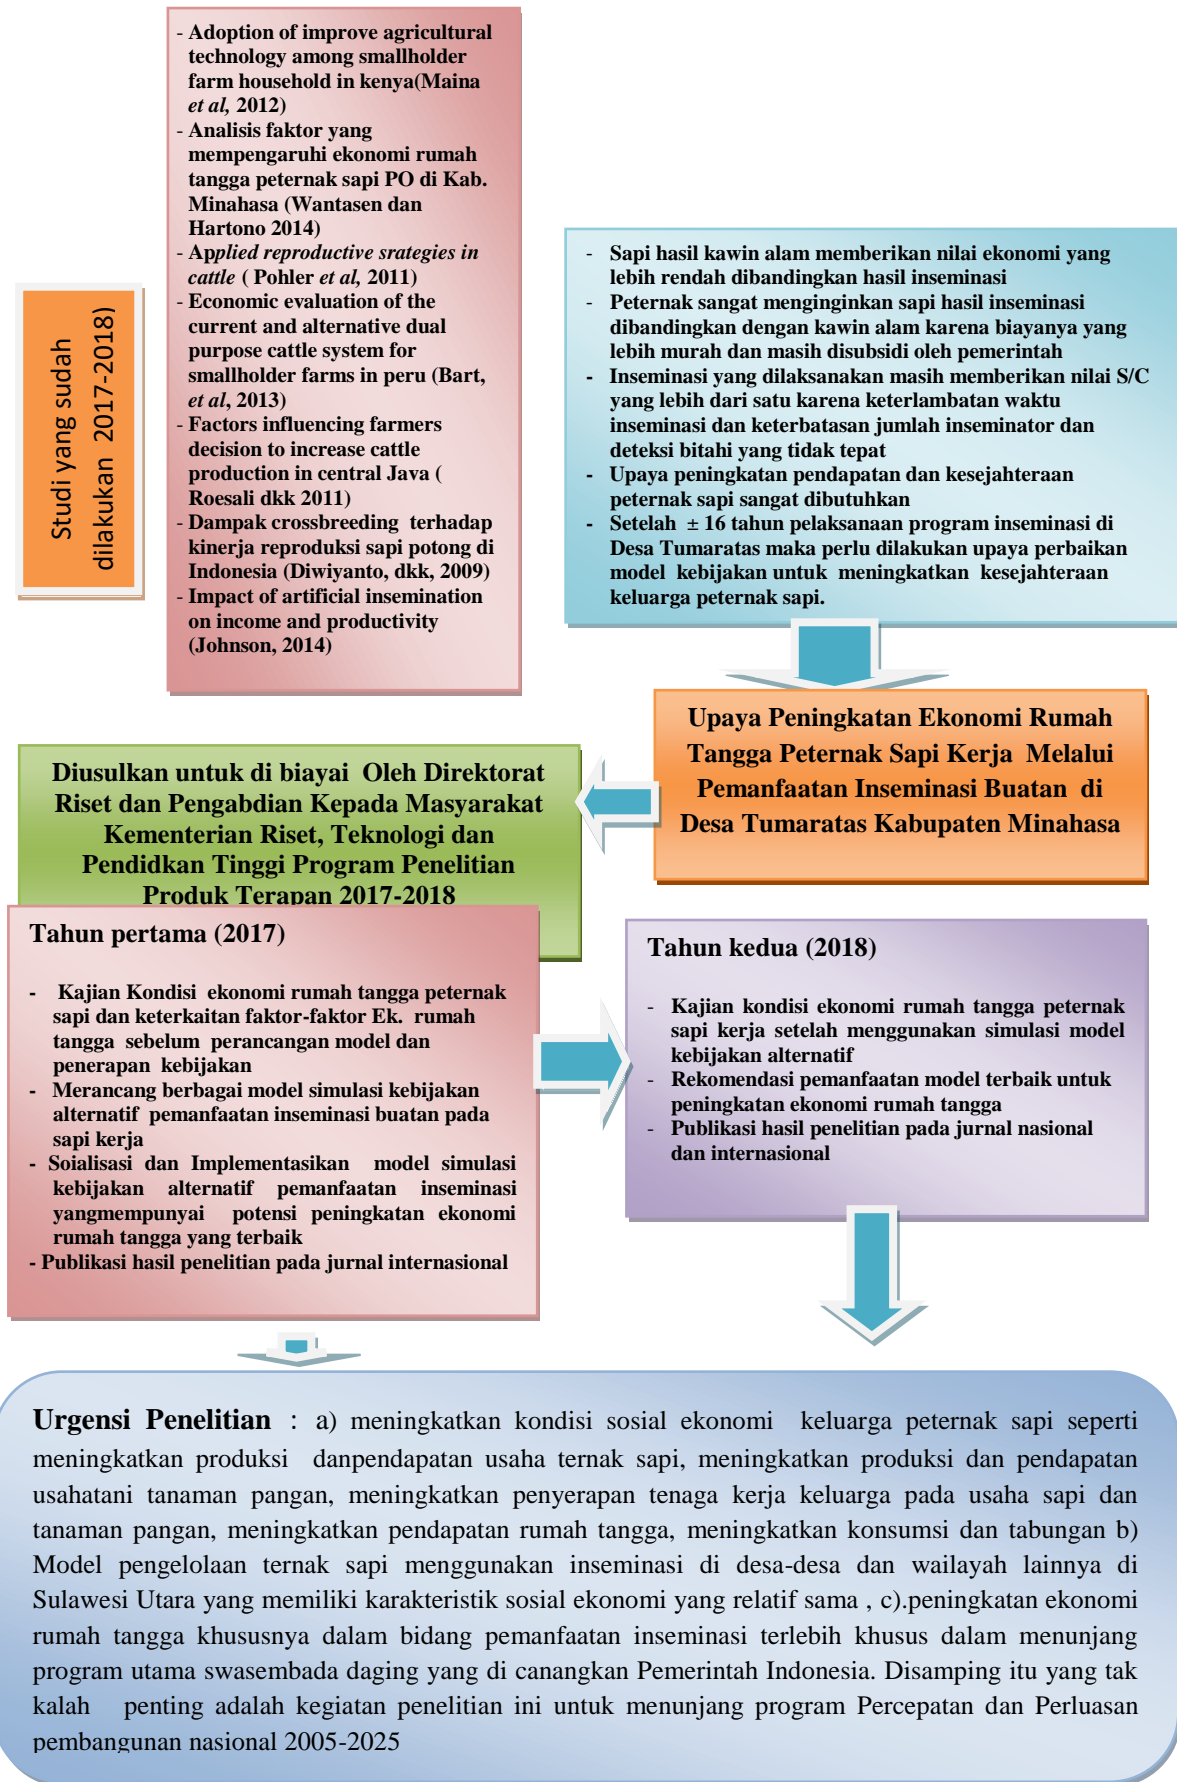 Studi yang sudah
dilakukan 2017-2018)
- Adoption of improve agricultural
technology among smallholder
farm household in kenya(Maina
et al, 2012)
- Analisis faktor yang
mempengaruhi ekonomi rumah
tangga peternak sapi PO di Kab.
Minahasa (Wantasen dan
Hartono 2014)
- Applied reproductive srategies in
cattle ( Pohler et al, 2011)
- Economic evaluation of the
current and alternative dual
purpose cattle system for
smallholder farms in peru (Bart,
et al, 2013)
- Factors influencing farmers
decision to increase cattle
production in central Java (
Roesali dkk 2011)
- Dampak crossbreeding terhadap
kinerja reproduksi sapi potong di
Indonesia (Diwiyanto, dkk, 2009)
- Impact of artificial insemination
on income and productivity
(Johnson, 2014)
- Sapi hasil kawin alam memberikan nilai ekonomi yang
lebih rendah dibandingkan hasil inseminasi
- Peternak sangat menginginkan sapi hasil inseminasi
dibandingkan dengan kawin alam karena biayanya yang
lebih murah dan masih disubsidi oleh pemerintah
- Inseminasi yang dilaksanakan masih memberikan nilai S/C
yang lebih dari satu karena keterlambatan waktu
inseminasi dan keterbatasan jumlah inseminator dan
deteksi bitahi yang tidak tepat
- Upaya peningkatan pendapatan dan kesejahteraan
peternak sapi sangat dibutuhkan
- Setelah ± 16 tahun pelaksanaan program inseminasi di
Desa Tumaratas maka perlu dilakukan upaya perbaikan
model kebijakan untuk meningkatkan kesejahteraan
keluarga peternak sapi.
Upaya Peningkatan Ekonomi Rumah
Tangga Peternak Sapi Kerja Melalui
Pemanfaatan Inseminasi Buatan di
Desa Tumaratas Kabupaten Minahasa
Diusulkan untuk di biayai Oleh Direktorat
Riset dan Pengabdian Kepada Masyarakat
Kementerian Riset, Teknologi dan
Pendidkan Tinggi Program Penelitian
Produk Terapan 2017-2018
Tahun pertama (2017)
- Kajian Kondisi ekonomi rumah tangga peternak
sapi dan keterkaitan faktor-faktor Ek. rumah
tangga sebelum perancangan model dan
penerapan kebijakan
- Merancang berbagai model simulasi kebijakan
alternatif pemanfaatan inseminasi buatan pada
sapi kerja
- Soialisasi dan Implementasikan model simulasi
kebijakan alternatif pemanfaatan inseminasi
yangmempunyai potensi peningkatan ekonomi
rumah tangga yang terbaik
- Publikasi hasil penelitian pada jurnal internasional
Tahun kedua (2018)
- Kajian kondisi ekonomi rumah tangga peternak
sapi kerja setelah menggunakan simulasi model
kebijakan alternatif
- Rekomendasi pemanfaatan model terbaik untuk
peningkatan ekonomi rumah tangga
- Publikasi hasil penelitian pada jurnal nasional
dan internasional
Urgensi Penelitian : a) meningkatkan kondisi sosial ekonomi keluarga peternak sapi seperti
meningkatkan produksi danpendapatan usaha ternak sapi, meningkatkan produksi dan pendapatan
usahatani tanaman pangan, meningkatkan penyerapan tenaga kerja keluarga pada usaha sapi dan
tanaman pangan, meningkatkan pendapatan rumah tangga, meningkatkan konsumsi dan tabungan b)
Model pengelolaan ternak sapi menggunakan inseminasi di desa-desa dan wailayah lainnya di
Sulawesi Utara yang memiliki karakteristik sosial ekonomi yang relatif sama , c).peningkatan ekonomi
rumah tangga khususnya dalam bidang pemanfaatan inseminasi terlebih khusus dalam menunjang
program utama swasembada daging yang di canangkan Pemerintah Indonesia. Disamping itu yang tak
kalah penting adalah kegiatan penelitian ini untuk menunjang program Percepatan dan Perluasan
pembangunan nasional 2005-2025